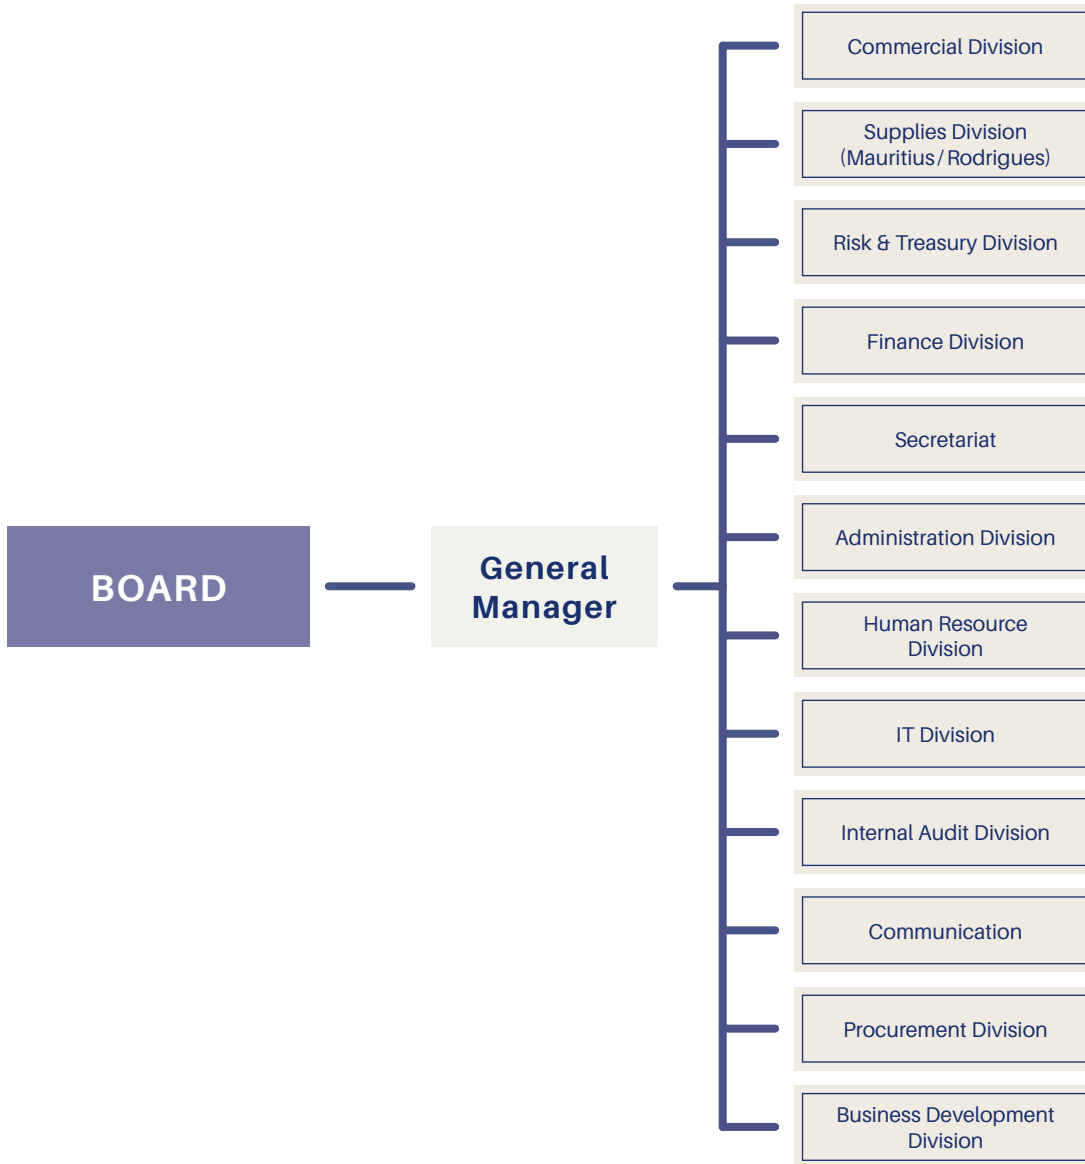 BOARD
General
Manager
Commercial Division
Supplies Division
(Mauritius/Rodrigues)
Risk & Treasury Division
Finance Division
Secretariat
Administration Division
Human Resource
Division
IT Division
Internal Audit Division
Communication
Procurement Division
Business Development
Division